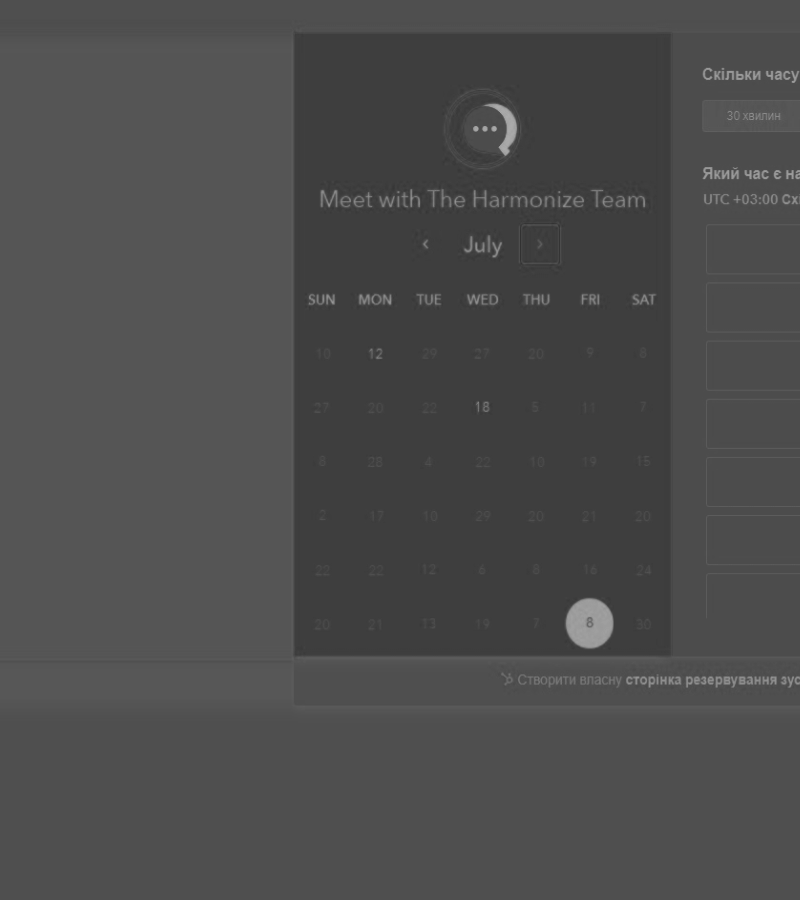 Meet with The Harmonize Team
July
SUN MON TUE WED THU FRI SAT
10 12 29 27 20 9 6
27 20 22 18 5 11 7
8 28 4 22 10 19 15
2 17 10 29 20 21 20
22 22 12 6 8 16 24
20 21 13 19 7 8 30
Скільки часу
30 хвилин
Який час є на
UTC +03:00 Схі
Створити власну сторінка резервування зус